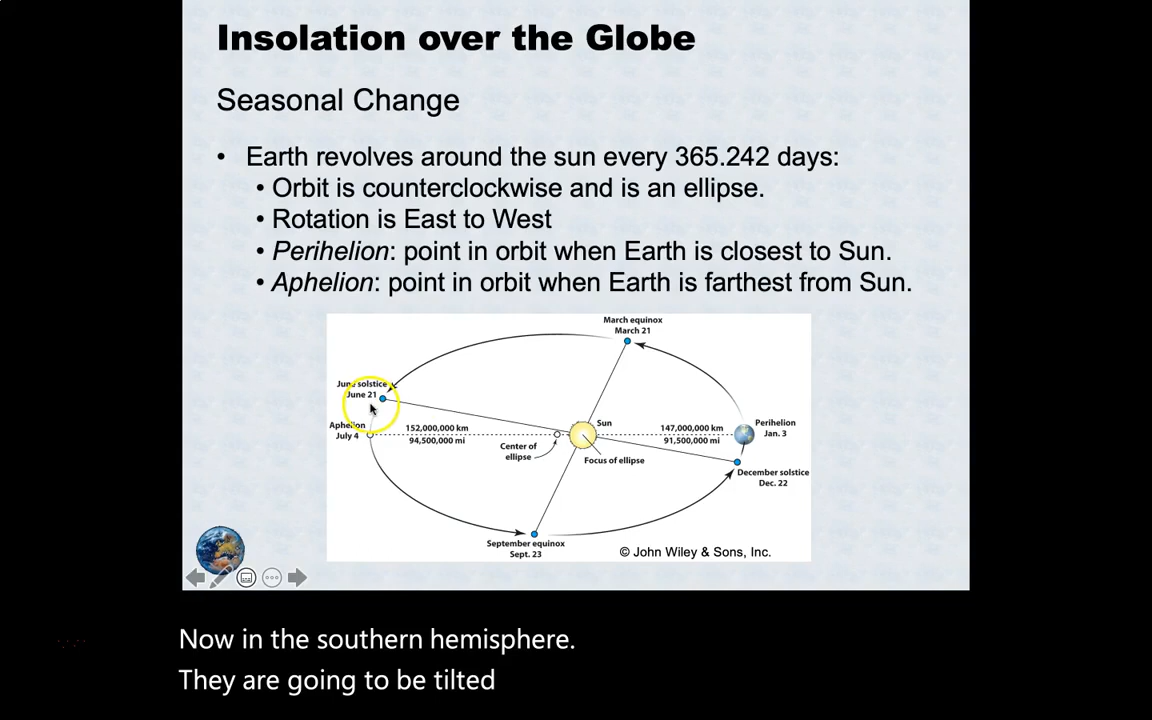 Insolation over the Globe
Seasonal Change
• Earth revolves around the sun every 365.242 days:
• Orbit is counterclockwise and is an ellipse.
• Rotation is East to West
• Perihelion: point in orbit when Earth is closest to Sun.
• Aphelion: point in orbit when Earth is farthest from Sun.
March equinox
March 21
June solstice
June 21
Aphelion
July 4
152,000,000 km
94,500,000 mi
Center of
ellipse
Sun
Focus of ellipse
147,000,000 km
91,500,000 mi
Perihelion
Jan. 3
December solstice
Dec. 22
September equinox
Sept. 23
© John Wiley & Sons, Inc.
Now in the southern hemisphere.
They are going to be tilted